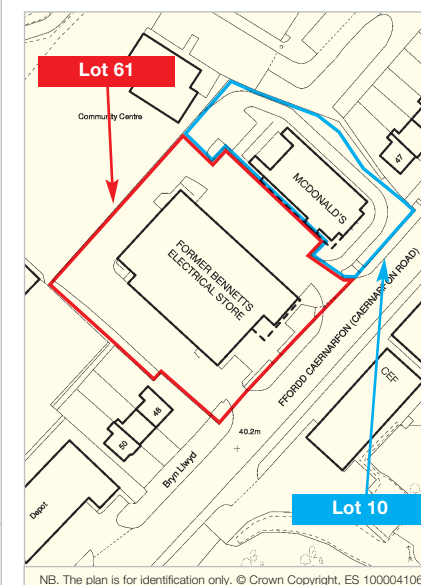 Lot 61
Community Centre
47
MCDONALD'S
FORMER BENNETTS
ELECTRICAL STORE
FFORDD CAERNARFON (CAERNARFON ROAD)
CEF
48
50
40.2m
Bryn Llwyd
Depot
Lot 10
NB. The plan is for identification only. © Crown Copyright, ES 100004106